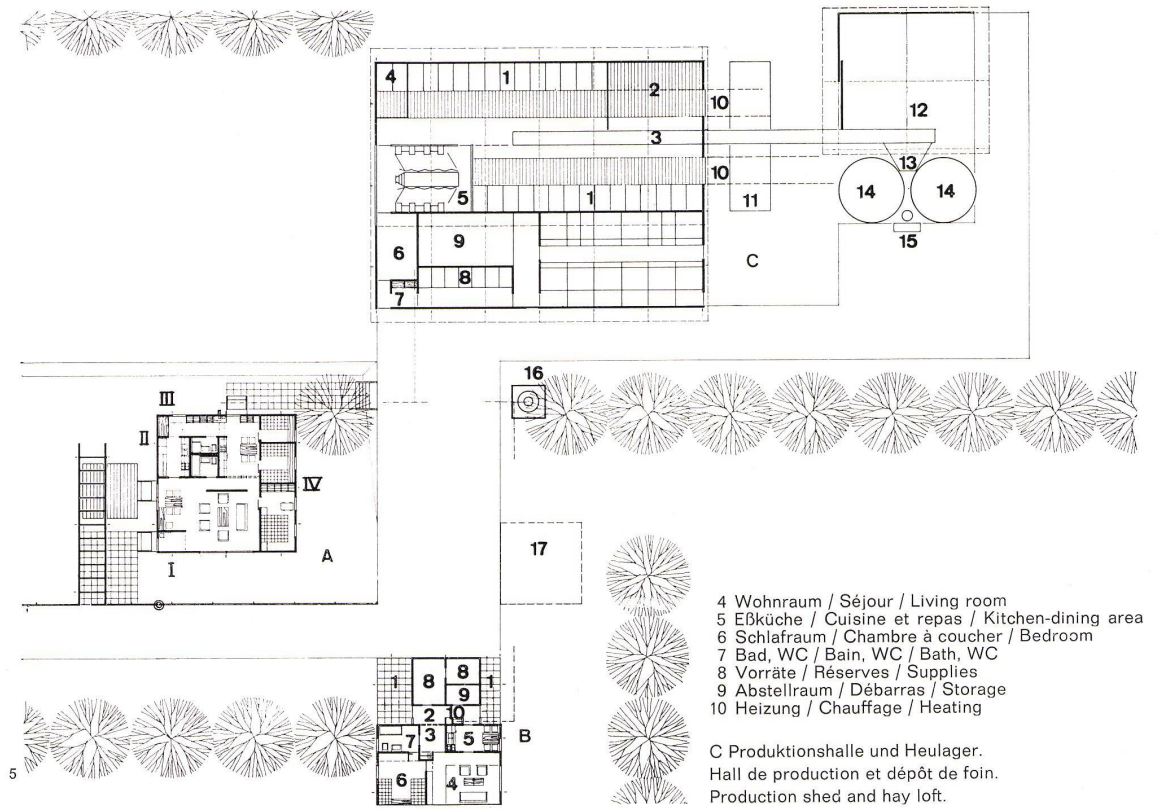 4 1 2 10
12
3
13
10
14 14
5 1 11
15
9
6 C
8
7
16
III
II
IV
17
A
I
4 Wohnraum / Séjour / Living room
5 Eßküche / Cuisine et repas / Kitchen-dining area
6 Schlafraum / Chambre à coucher / Bedroom
7 Bad, WC / Bain, WC / Bath, WC
8 Vorräte / Réserves / Supplies
9 Abstellraum / Débarras / Storage
10 Heizung / Chauffage / Heating
1 8 8 1
9
2 10
7 3 5 B
6 4
C Produktionshalle und Heulager.
Hall de production et dépôt de foin.
Production shed and hay loft.
5